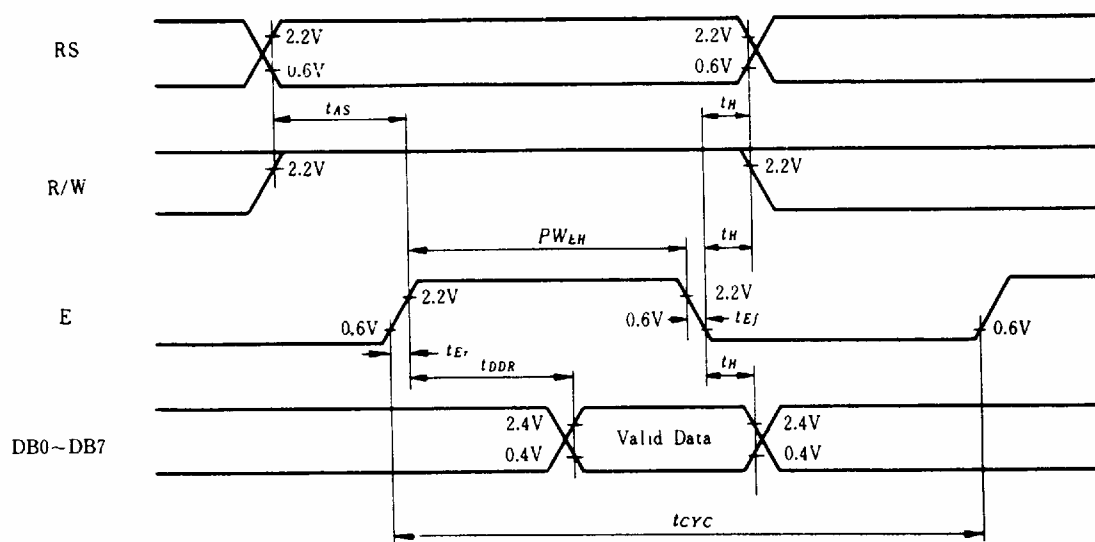 RS
2.2V
0.6V
2.2V
0.6V
tAS
tH
R/W
2.2V
2.2V
PWEH
tH
E
2.2V
0.6V
2.2V
0.6V
tEf
0.6V
tEr
tDDR
tH
DB0~DB7
2.4V
0.4V
Valid Data
2.4V
0.4V
tCYC